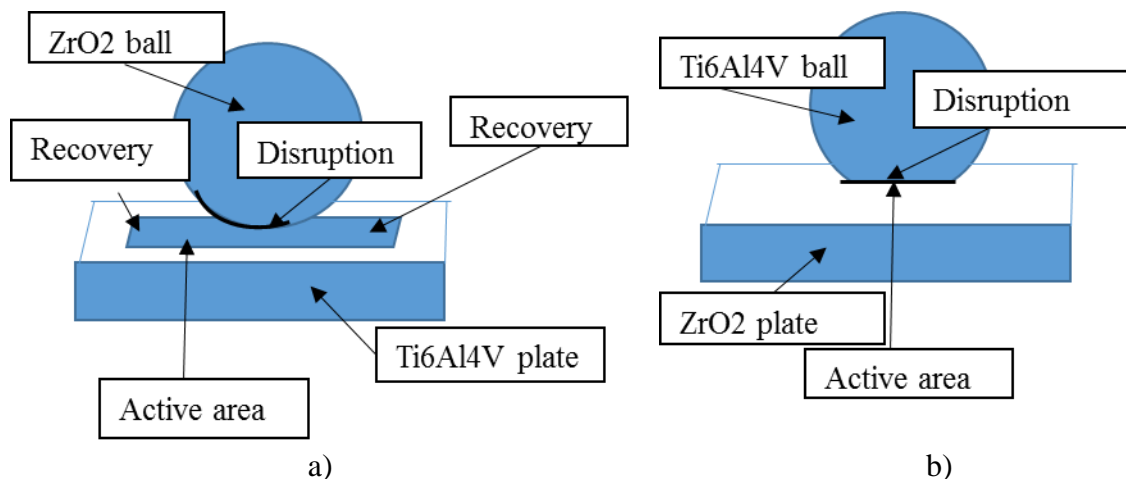 ZrO2 ball
Recovery
Disruption
Recovery
Ti6Al4V plate
Active area
a)
Ti6Al4V ball
Disruption
ZrO2 plate
Active area
b)